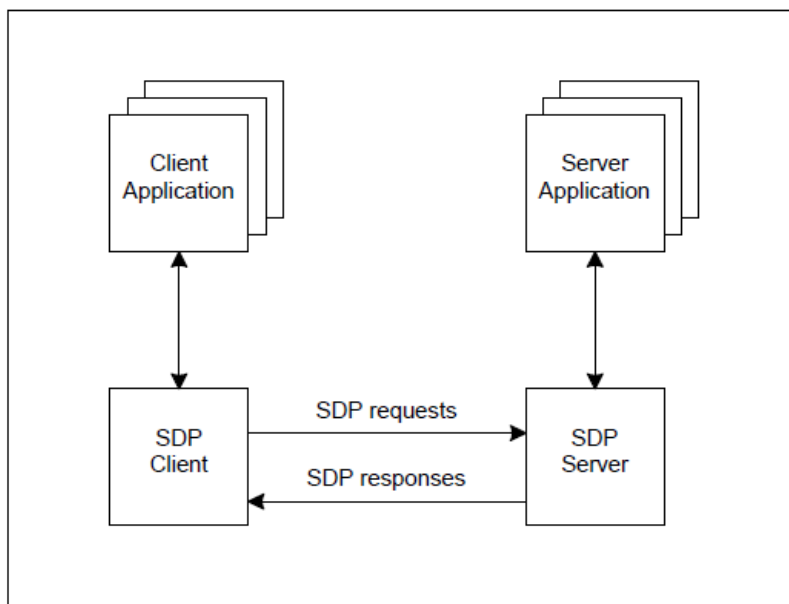 Client
Application
Server
Application
SDP requests
SDP
Client
SDP
Server
SDP responses